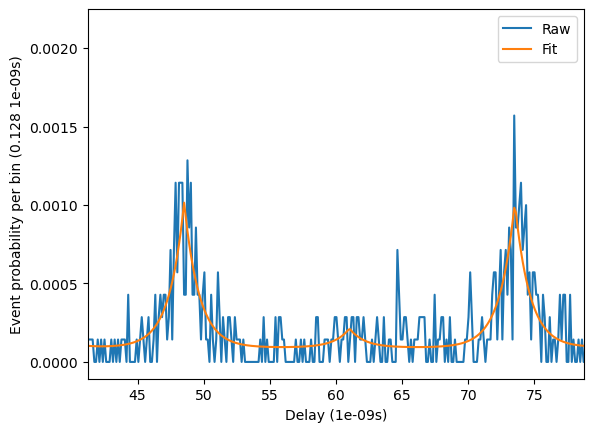 Raw
Fit
0.0020
0.0015
0.0010
0.0005
0.0000
Event probability per bin (0.128 1e-09s)
45 50 55 60 65 70 75
Delay (1e-09s)